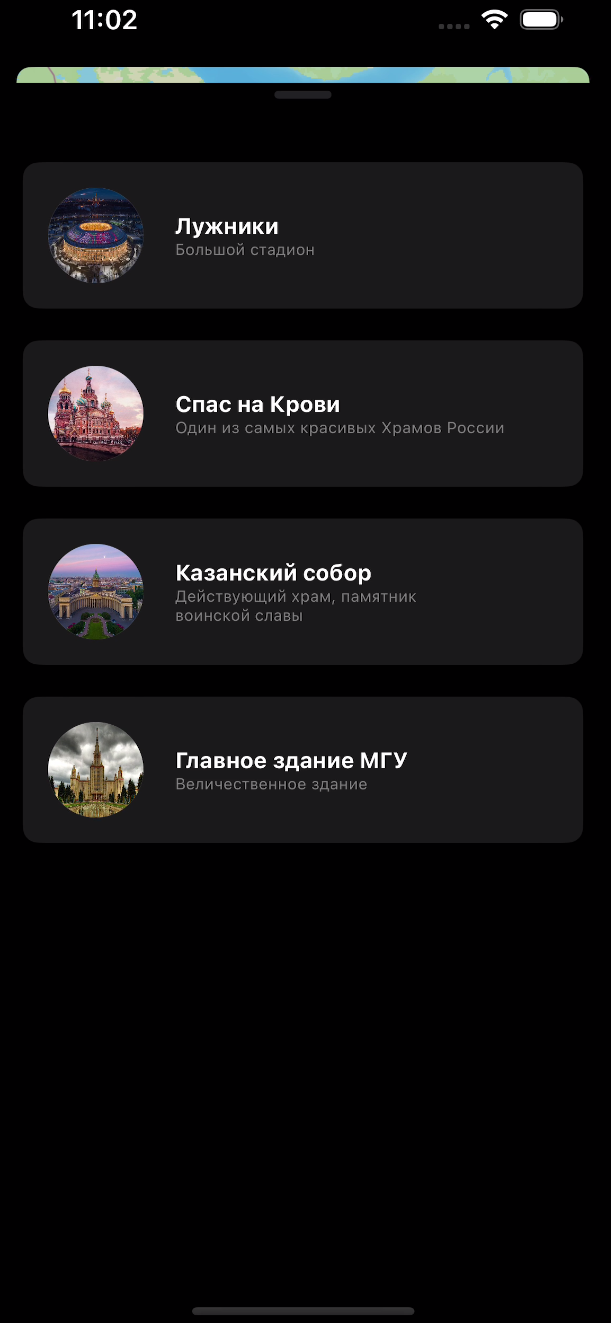 11:02
Лужники
Большой стадион
Спас на Крови
Один из самых красивых Храмов России
Казанский собор
Действующий храм, памятник
воинской славы
Главное здание МГУ
Величественное здание